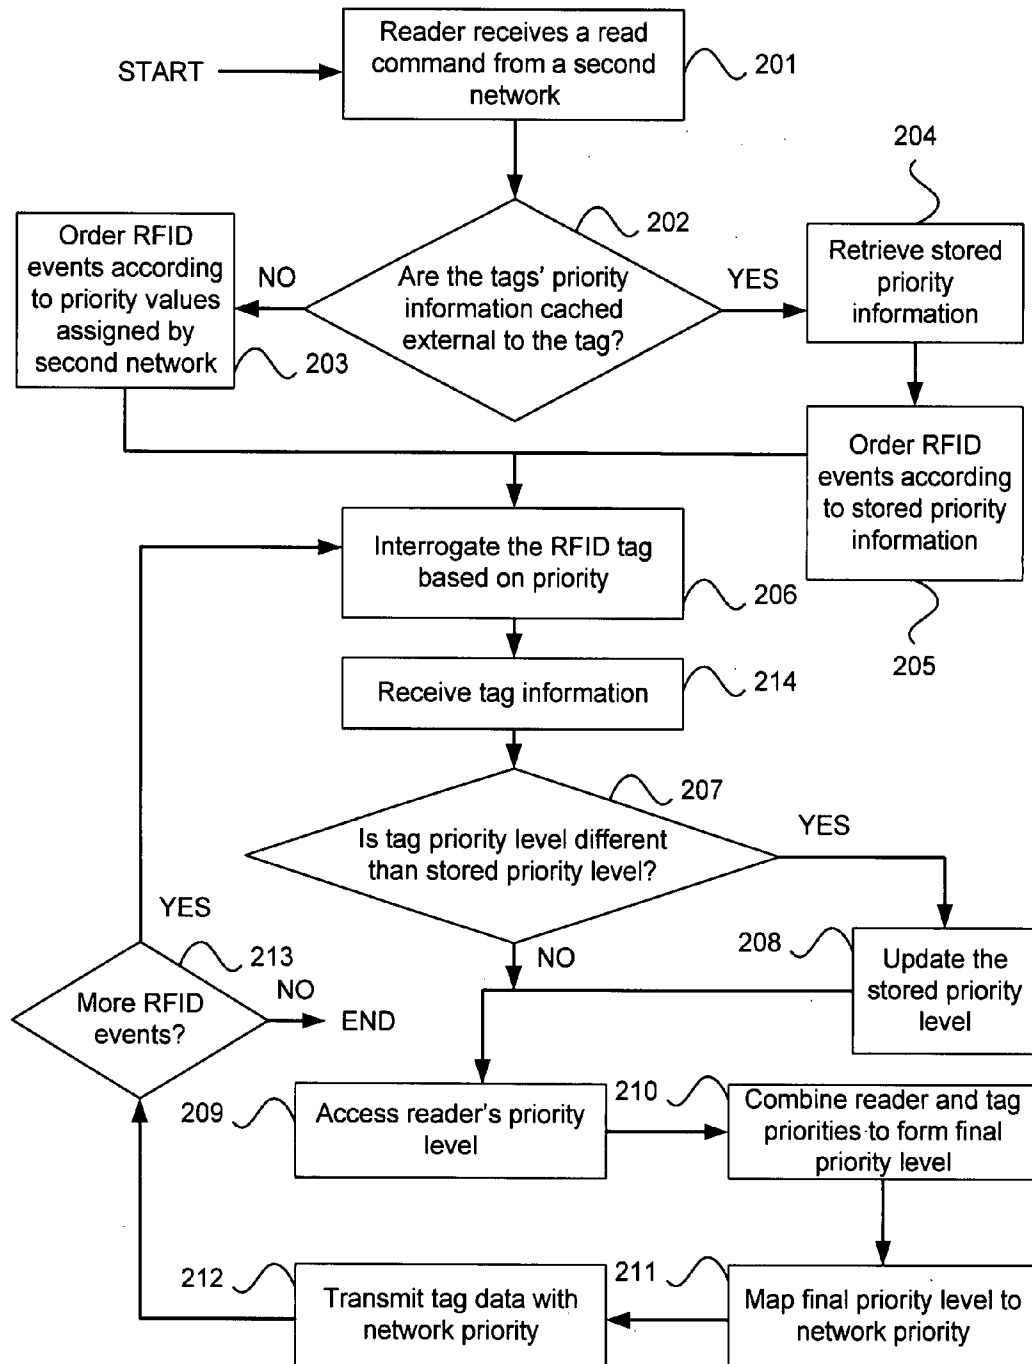 START
Reader receives a read
command from a second
network
201
202
Are the tags' priority
information cached
external to the tag?
NO
YES
Order RFID
events according
to priority values
assigned by
second network
203
204
Retrieve stored
priority
information
Order RFID
events according
to stored priority
information
205
Interrogate the RFID tag
based on priority
206
Receive tag information
214
207
Is tag priority level different
than stored priority level?
YES
NO
208
Update the
stored priority
level
209
Access reader's priority
level
210
Combine reader and tag
priorities to form final
priority level
211
Map final priority level to
network priority
212
Transmit tag data with
network priority
213
More RFID
events?
YES
NO
END